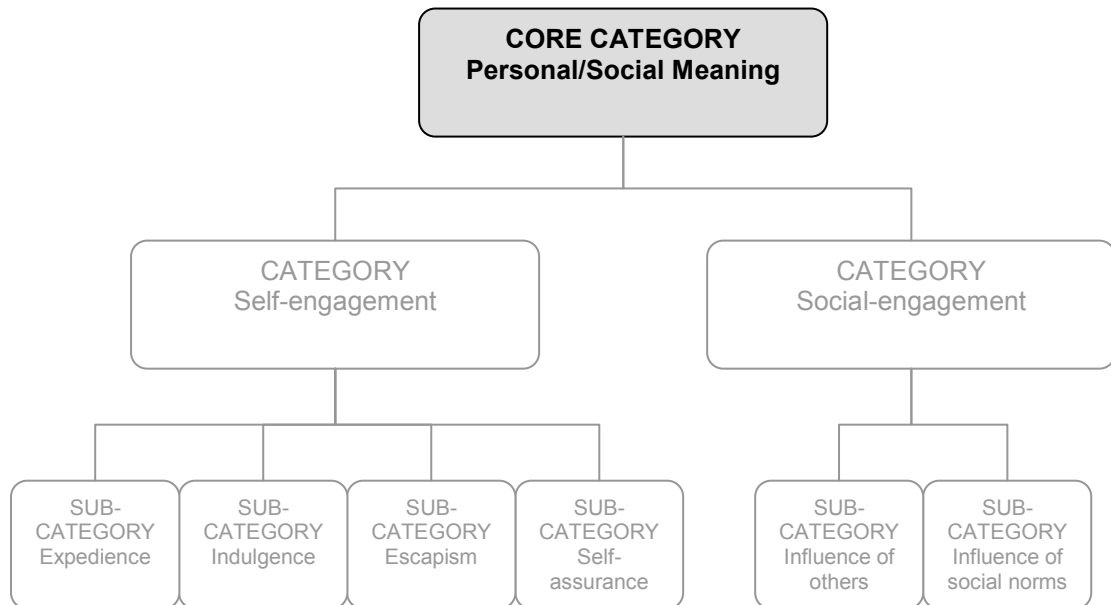 CORE CATEGORY
Personal/Social Meaning
CATEGORY
Self-engagement
CATEGORY
Social-engagement
SUB-
CATEGORY
Expedience
SUB-
CATEGORY
Indulgence
SUB-
CATEGORY
Escapism
SUB-
CATEGORY
Self-
assurance
SUB-
CATEGORY
Influence of
others
SUB-
CATEGORY
Influence of
social norms